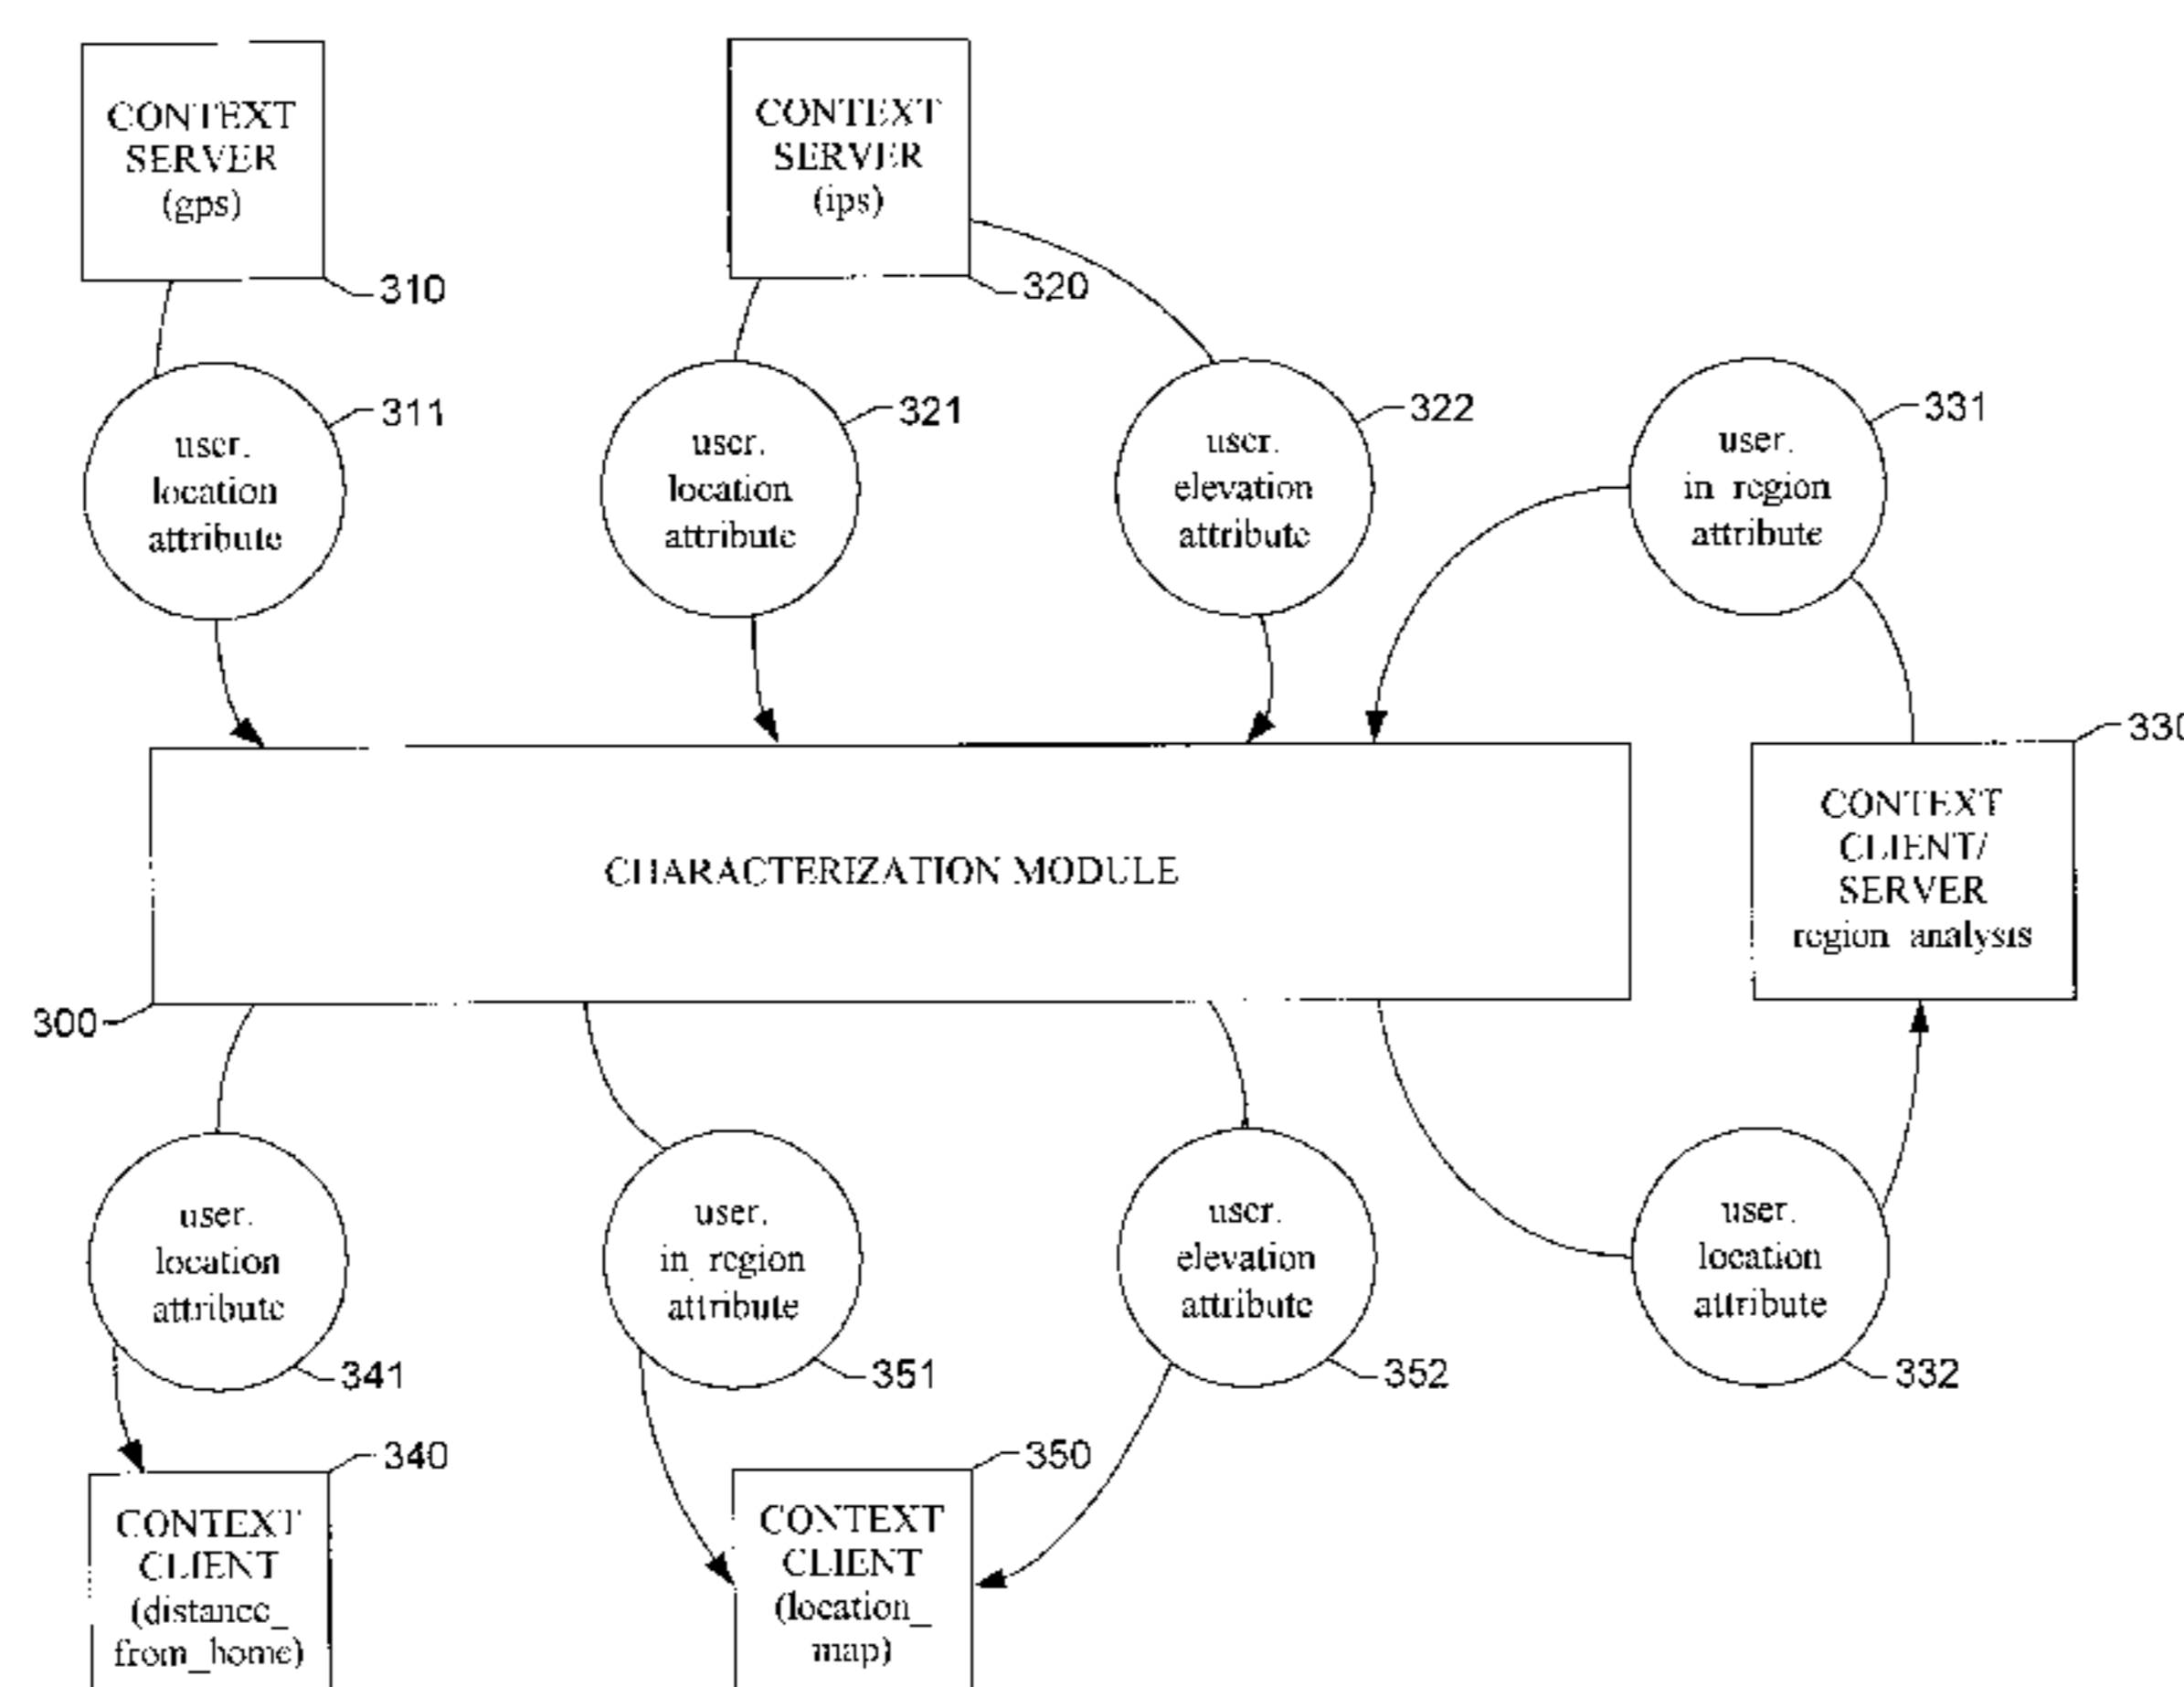 CONTEXT
SERVER
(gps)
310
CONTEXT
SERVER
(ips)
320
user.
location
attribute
311
user.
location
attribute
321
user.
elevation
attribute
322
user.
in_region
attribute
331
CHARACTERIZATION MODULE
300
CONTEXT
CLIENT/
SERVER
region_analysis
330
user.
location
attribute
341
user.
in_region
attribute
351
user.
elevation
attribute
352
user.
location
attribute
332
CONTEXT
CLIENT
(distance_
from_home)
340
CONTEXT
CLIENT
(location_
map)
350